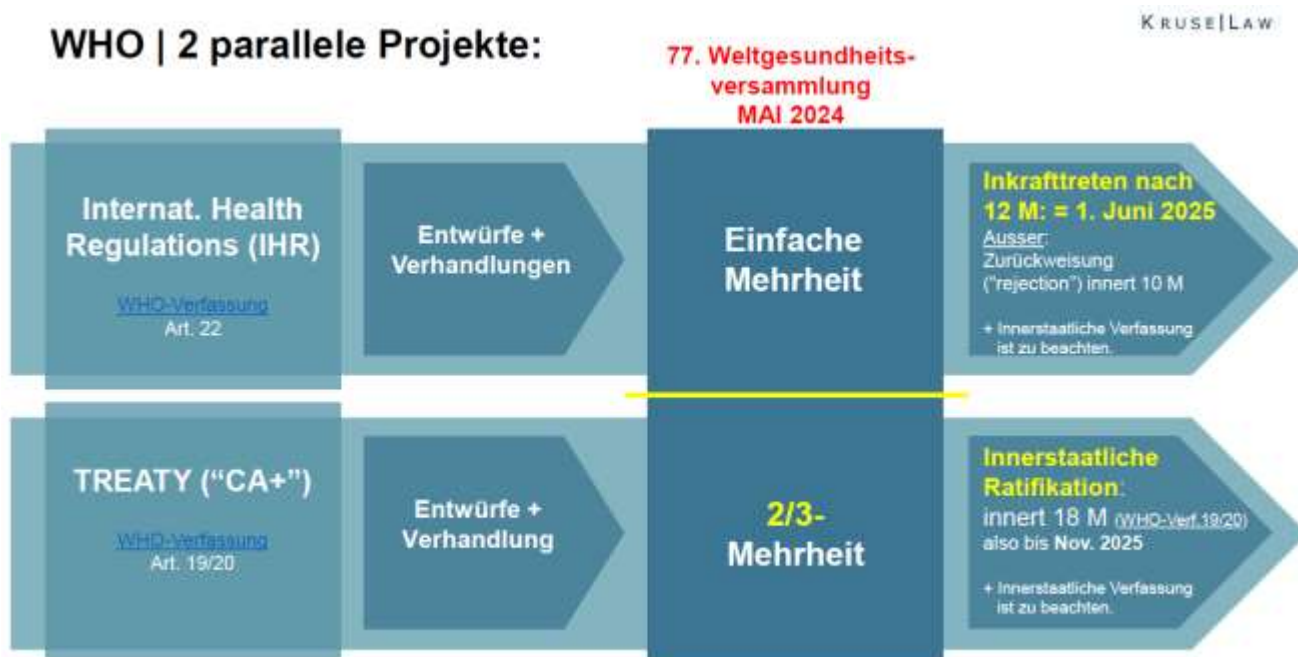 KRUSE|LAW
WHO | 2 parallele Projekte:
77. Weltgesundheits-
versammlung
MAI 2024
Internat. Health
Regulations (IHR)
WHO-Verfassung
Art. 22
Entwürfe +
Verhandlungen
Einfache
Mehrheit
Inkrafttreten nach
12 M: = 1. Juni 2025
Ausser:
Zurückweisung
("rejection") innert 10 M
+ Innerstaatliche Verfassung
ist zu beachten.
TREATY (“CA+”)
WHO-Verfassung
Art. 19/20
Entwürfe +
Verhandlung
2/3-
Mehrheit
Innerstaatliche
Ratifikation:
innert 18 M (WHO-Verf.19/20)
also bis Nov. 2025
+ Innerstaatliche Verfassung
ist zu beachten.